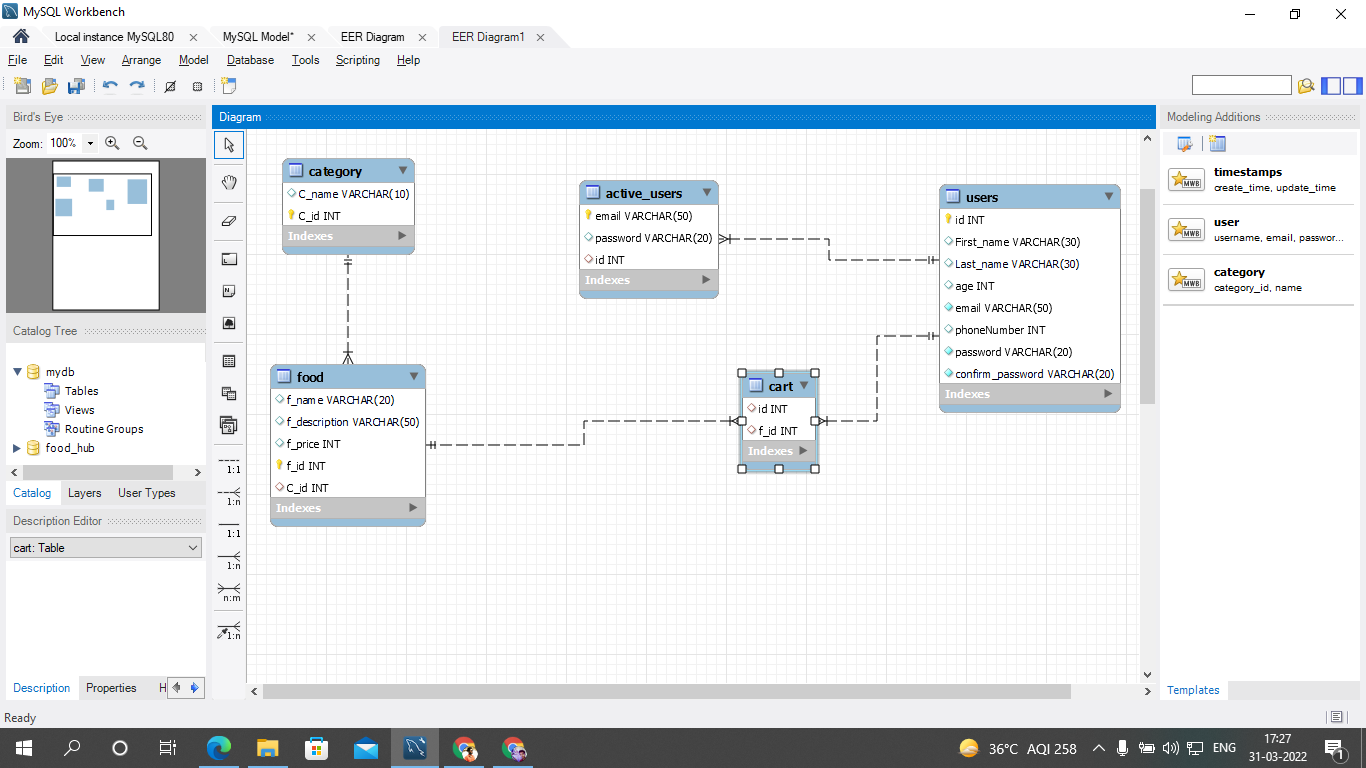 MySQL Workbench
Local instance MySQL80
MySQL Model*
EER Diagram
EER Diagram1
File Edit View Arrange Model Database Tools Scripting Help
Bird's Eye
Zoom: 100%
Catalog Tree
mydb
Tables
Views
Routine Groups
food_hub
Catalog Layers User Types
Description Editor
cart: Table
Description Properties H
Diagram
1:1
1:n
1:1
1:n
n:m
1:n
category
C_name VARCHAR(10)
C_id INT
Indexes
active_users
email VARCHAR(50)
password VARCHAR(20)
id INT
Indexes
users
id INT
First_name VARCHAR(30)
Last_name VARCHAR(30)
age INT
email VARCHAR(50)
phoneNumber INT
password VARCHAR(20)
confirm_password VARCHAR(20)
Indexes
food
f_name VARCHAR(20)
f_description VARCHAR(50)
f_price INT
f_id INT
C_id INT
Indexes
cart
id INT
f_id INT
Indexes
Modeling Additions
MWB
timestamps
create_time, update_time
MWB
user
username, email, passwor...
MWB
category
category_id, name
Templates
Ready
36°C AQI 258
ENG
17:27
31-03-2022
1